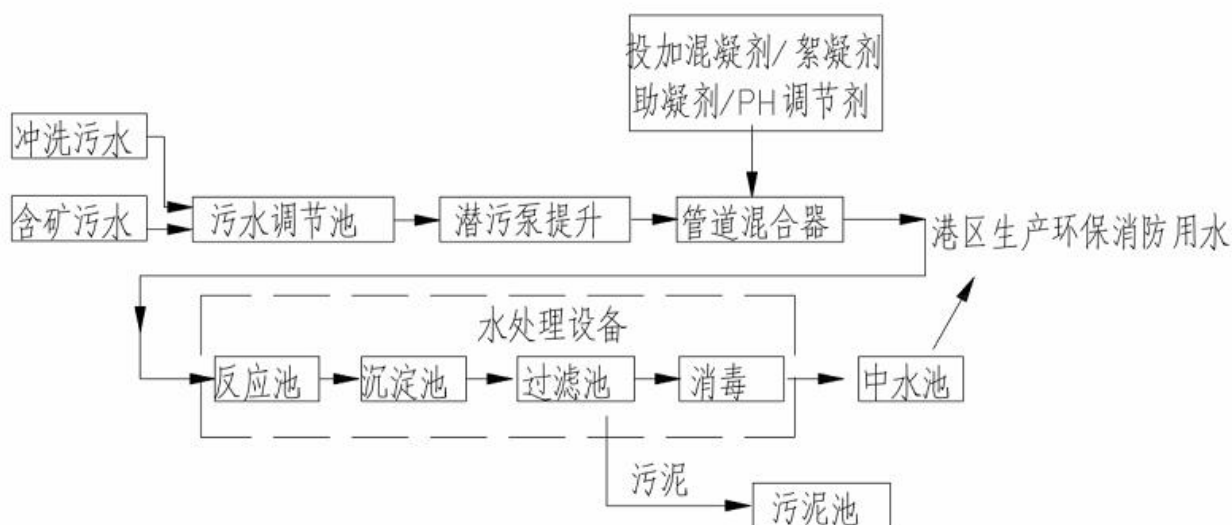 投加混凝剂/絮凝剂
助凝剂/PH调节剂
冲洗污水
含矿污水
污水调节池
潜污泵提升
管道混合器
港区生产环保消防用水
水处理设备
反应池
沉淀池
过滤池
消毒
中水池
污泥
污泥池